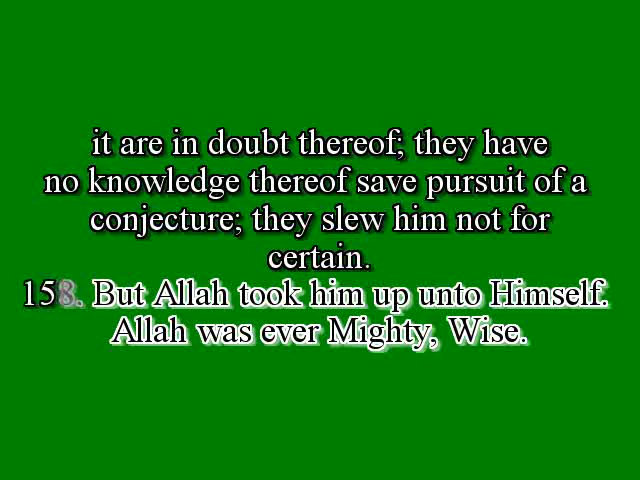 it are in doubt thereof; they have
no knowledge thereof save pursuit of a
conjecture; they slew him not for
certain.
158. But Allah took him up unto Himself.
Allah was ever Mighty, Wise.